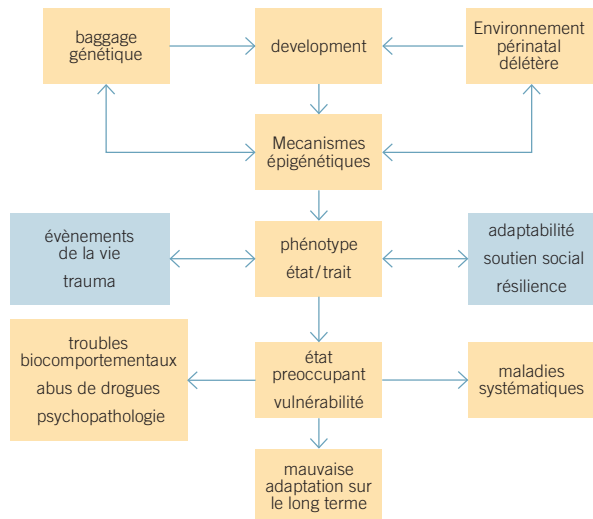 baggage
génétique
development
Environnement
périnatal
délétère
Mecanismes
épigénétiques
évènements
de la vie
trauma
phénotype
état/trait
adaptabilité
soutien social
résilience
troubles
biocomportementaux
abus de drogues
psychopathologie
état
preoccupant
vulnérabilité
maladies
systématiques
mauvaise
adaptation sur
le long terme